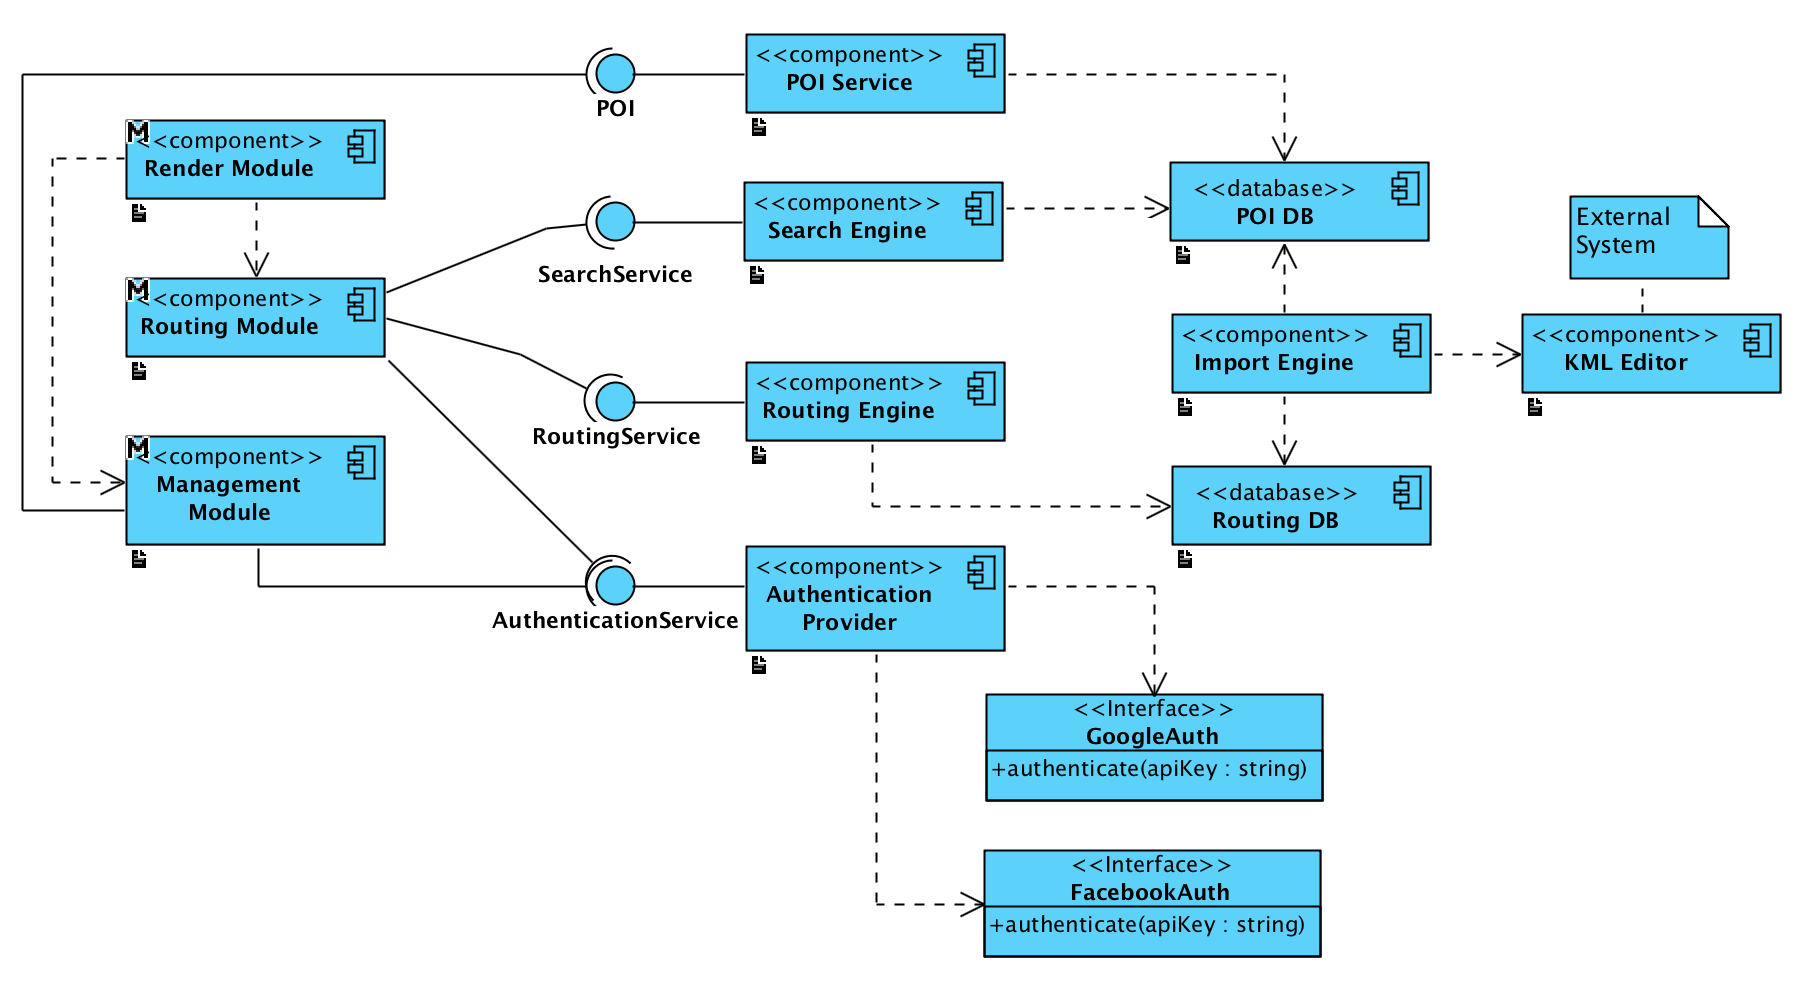 <<component>>
POI Service
POI
M
<<component>>
Render Module
<<component>>
Search Engine
SearchService
<<database>>
POI DB
External
System
M
<<component>>
Routing Module
<<component>>
Routing Engine
RoutingService
<<component>>
Import Engine
<<component>>
KML Editor
M
<<component>>
Management
Module
<<database>>
Routing DB
<<component>>
Authentication
Provider
AuthenticationService
<<Interface>>
GoogleAuth
+authenticate(apiKey : string)
<<Interface>>
FacebookAuth
+authenticate(apiKey : string)